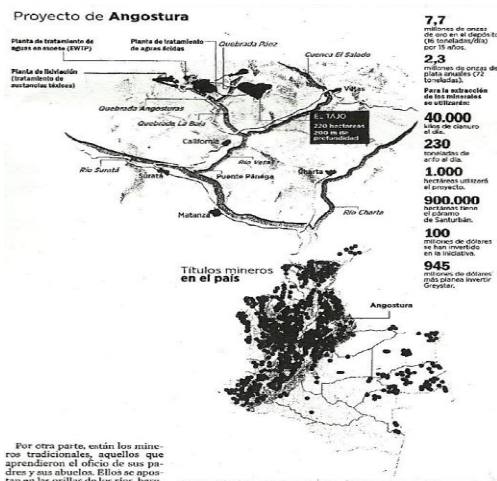 Proyecto de Angostura
Planta de tratamiento de
aguas en exceso (EWTP)
Planta de tratamiento
de aguas ácidas
Quebrada Páez
Cuenca El Salado
Planta de lixiviación
(tratamiento de
sustancias tóxicas)
Quebrada Angosturas
Quebrada La Baja
Vetas
EL TAJO
220 hectáreas
200 m de
profundidad
California
Río Vetas
Río Suratá
Suratá
Puente Pánega
Charta
Matanza
Río Charta
7,7
millones de onzas
de oro en el depósito
(16 toneladas/día)
por 15 años.
2,3
millones de onzas de
plata anuales (72
toneladas).
Para la extracción
de los minerales
se utilizarán:
40.000
kilos de cianuro
al día.
230
toneladas de
anfo al día.
1.000
hectáreas utilizará
el proyecto.
900.000
hectáreas tiene
el páramo
de Santurbán.
100
millones de dólares
se han invertido
en la iniciativa.
945
millones de dólares
más planea invertir
Greystar.
Títulos mineros
en el país
Angostura
Por otra parte, están los mine-
ros tradicionales, aquellos que
aprendieron el oficio de sus pa-
dres y sus abuelos. Ellos se apos-
tan en las orillas de los ríos,